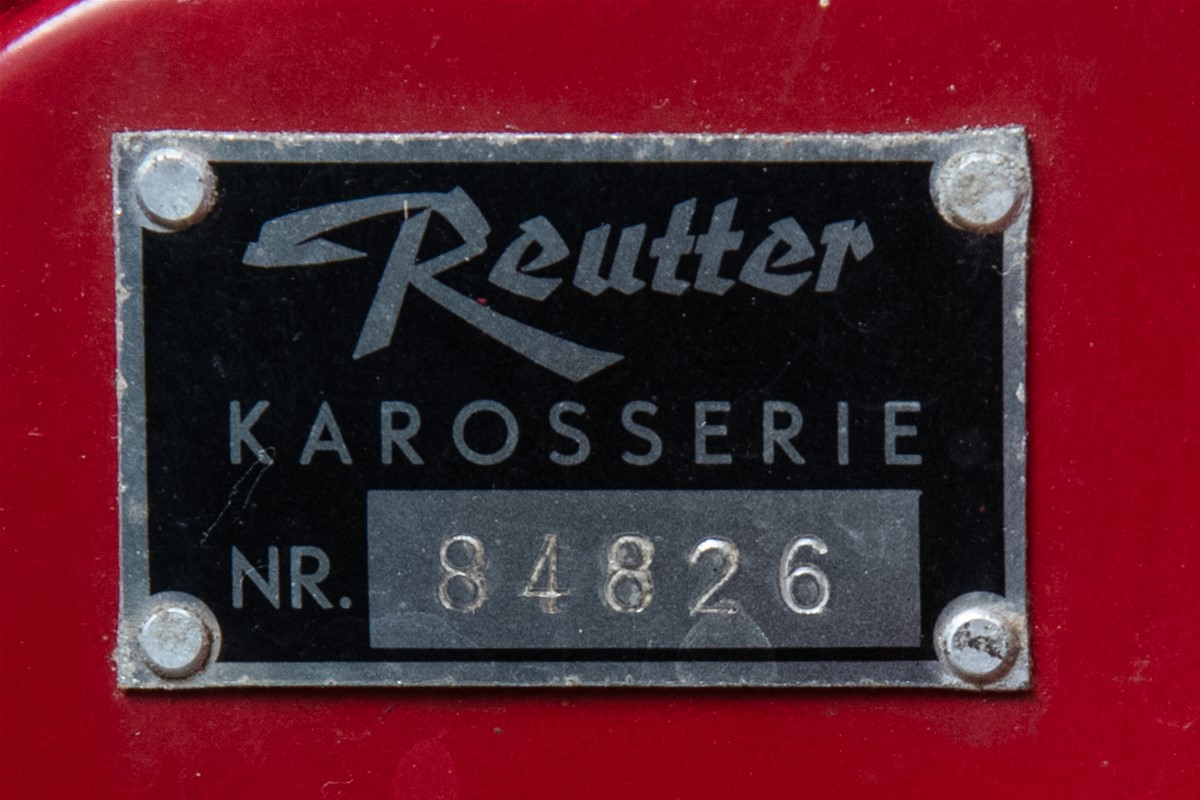 Reutter
KAROSSERIE
NR. 84826